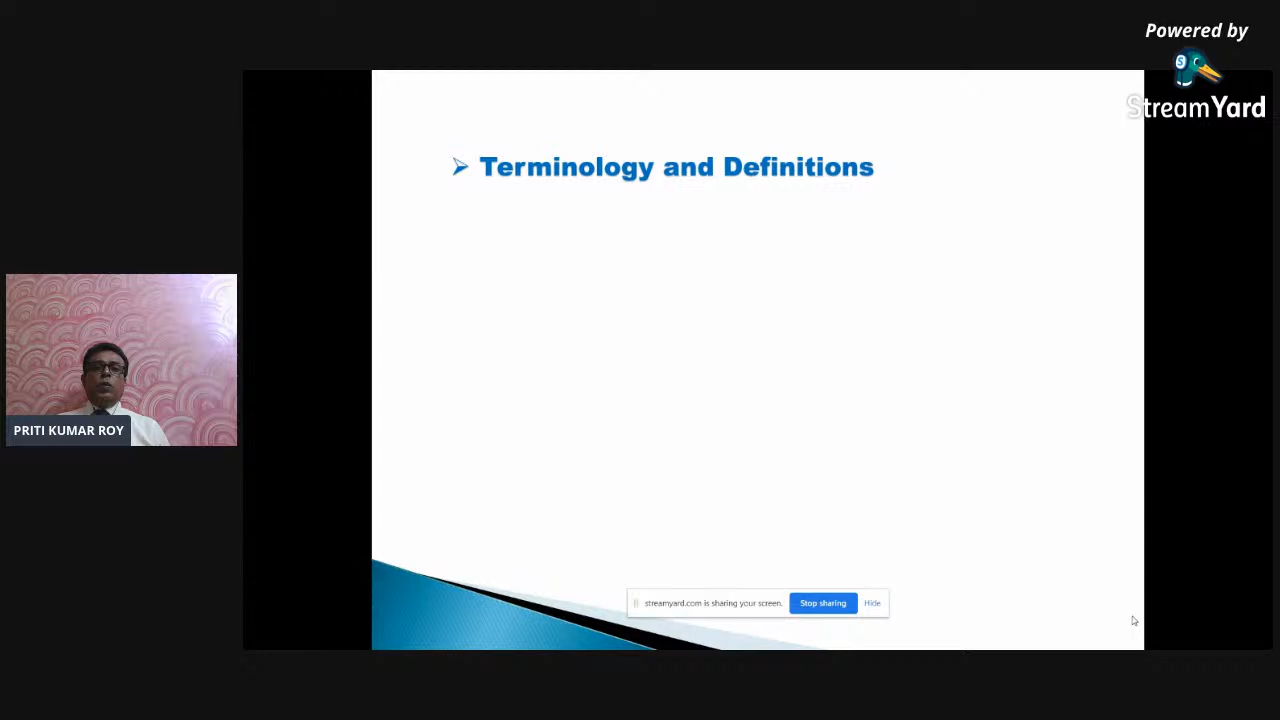 Powered by
StreamYard
Terminology and Definitions
PRITI KUMAR ROY
streamyard.com is sharing your screen. Stop sharing Hide